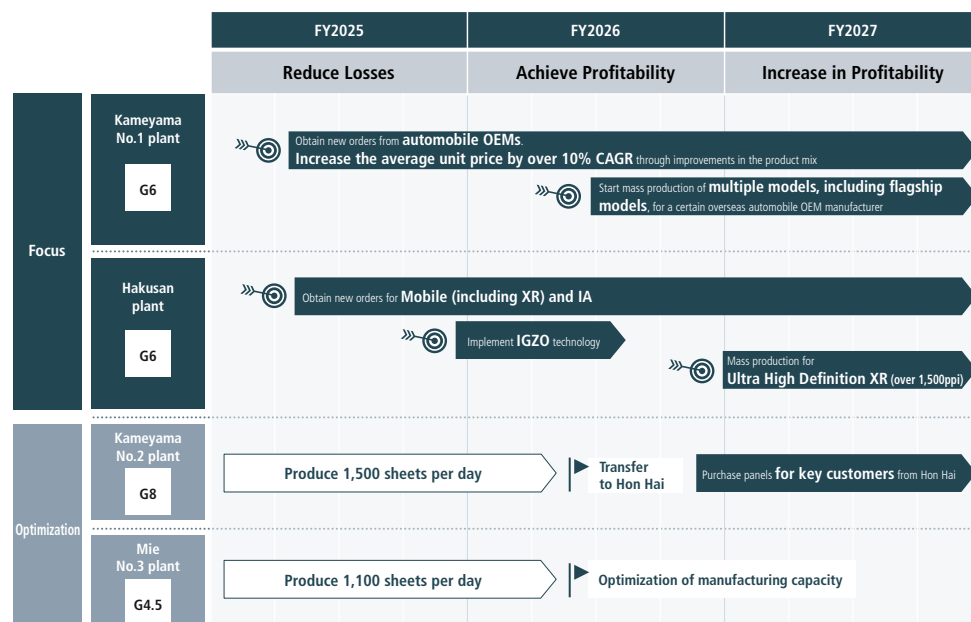 FY2025
FY2026
FY2027
Reduce Losses
Achieve Profitability
Increase in Profitability
Focus
Kameyama
No.1 plant
G6
Obtain new orders from automobile OEMs.
Increase the average unit price by over 10% CAGR through improvements in the product mix
Start mass production of multiple models, including flagship
models, for a certain overseas automobile OEM manufacturer
Hakusan
plant
G6
Obtain new orders for Mobile (including XR) and IA
Implement IGZO technology
Mass production for
Ultra High Definition XR (over 1,500ppi)
Optimization
Kameyama
No.2 plant
G8
Produce 1,500 sheets per day
Transfer
to Hon Hai
Purchase panels for key customers from Hon Hai
Mie
No.3 plant
G4.5
Produce 1,100 sheets per day
Optimization of manufacturing capacity